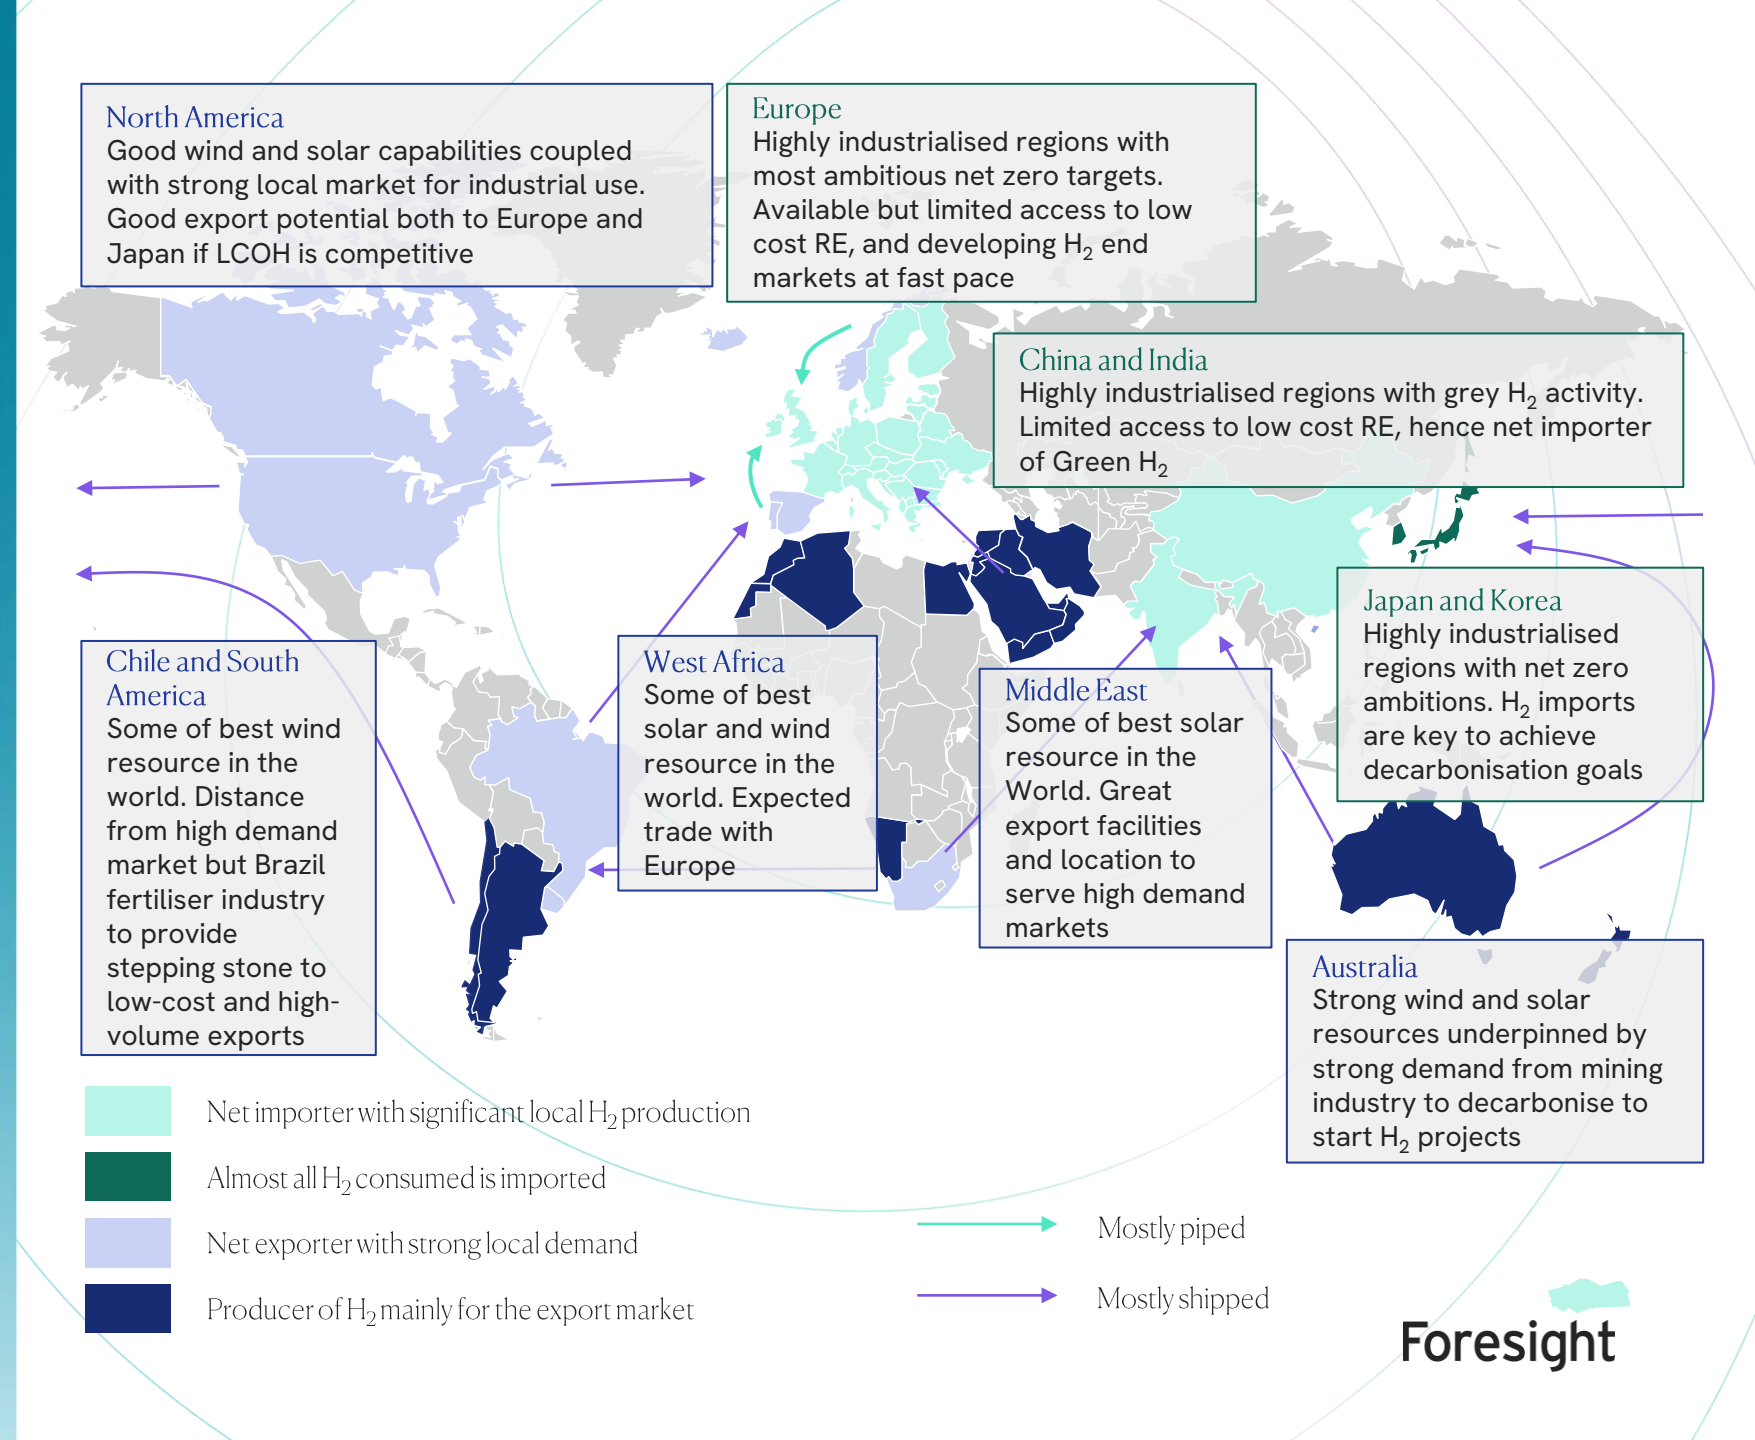 North America
Good wind and solar capabilities coupled
with strong local market for industrial use.
Good export potential both to Europe and
Japan if LCOH is competitive
Europe
Highly industrialised regions with
most ambitious net zero targets.
Available but limited access to low
cost RE, and developing H₂ end
markets at fast pace
China and India
Highly industrialised regions with grey H₂ activity.
Limited access to low cost RE, hence net importer
of Green H₂
Japan and Korea
Highly industrialised
regions with net zero
ambitions. H₂ imports
are key to achieve
decarbonisation goals
Chile and South
America
Some of best wind
resource in the
world. Distance
from high demand
market but Brazil
fertiliser industry
to provide
stepping stone to
low-cost and high-
volume exports
West Africa
Some of best
solar and wind
resource in the
world. Expected
trade with
Europe
Middle East
Some of best solar
resource in the
World. Great
export facilities
and location to
serve high demand
markets
Australia
Strong wind and solar
resources underpinned by
strong demand from mining
industry to decarbonise to
start H₂ projects
Net importer with significant local H₂ production
Almost all H₂ consumed is imported
Net exporter with strong local demand
Producer of H₂ mainly for the export market
Mostly piped
Mostly shipped
Foresight